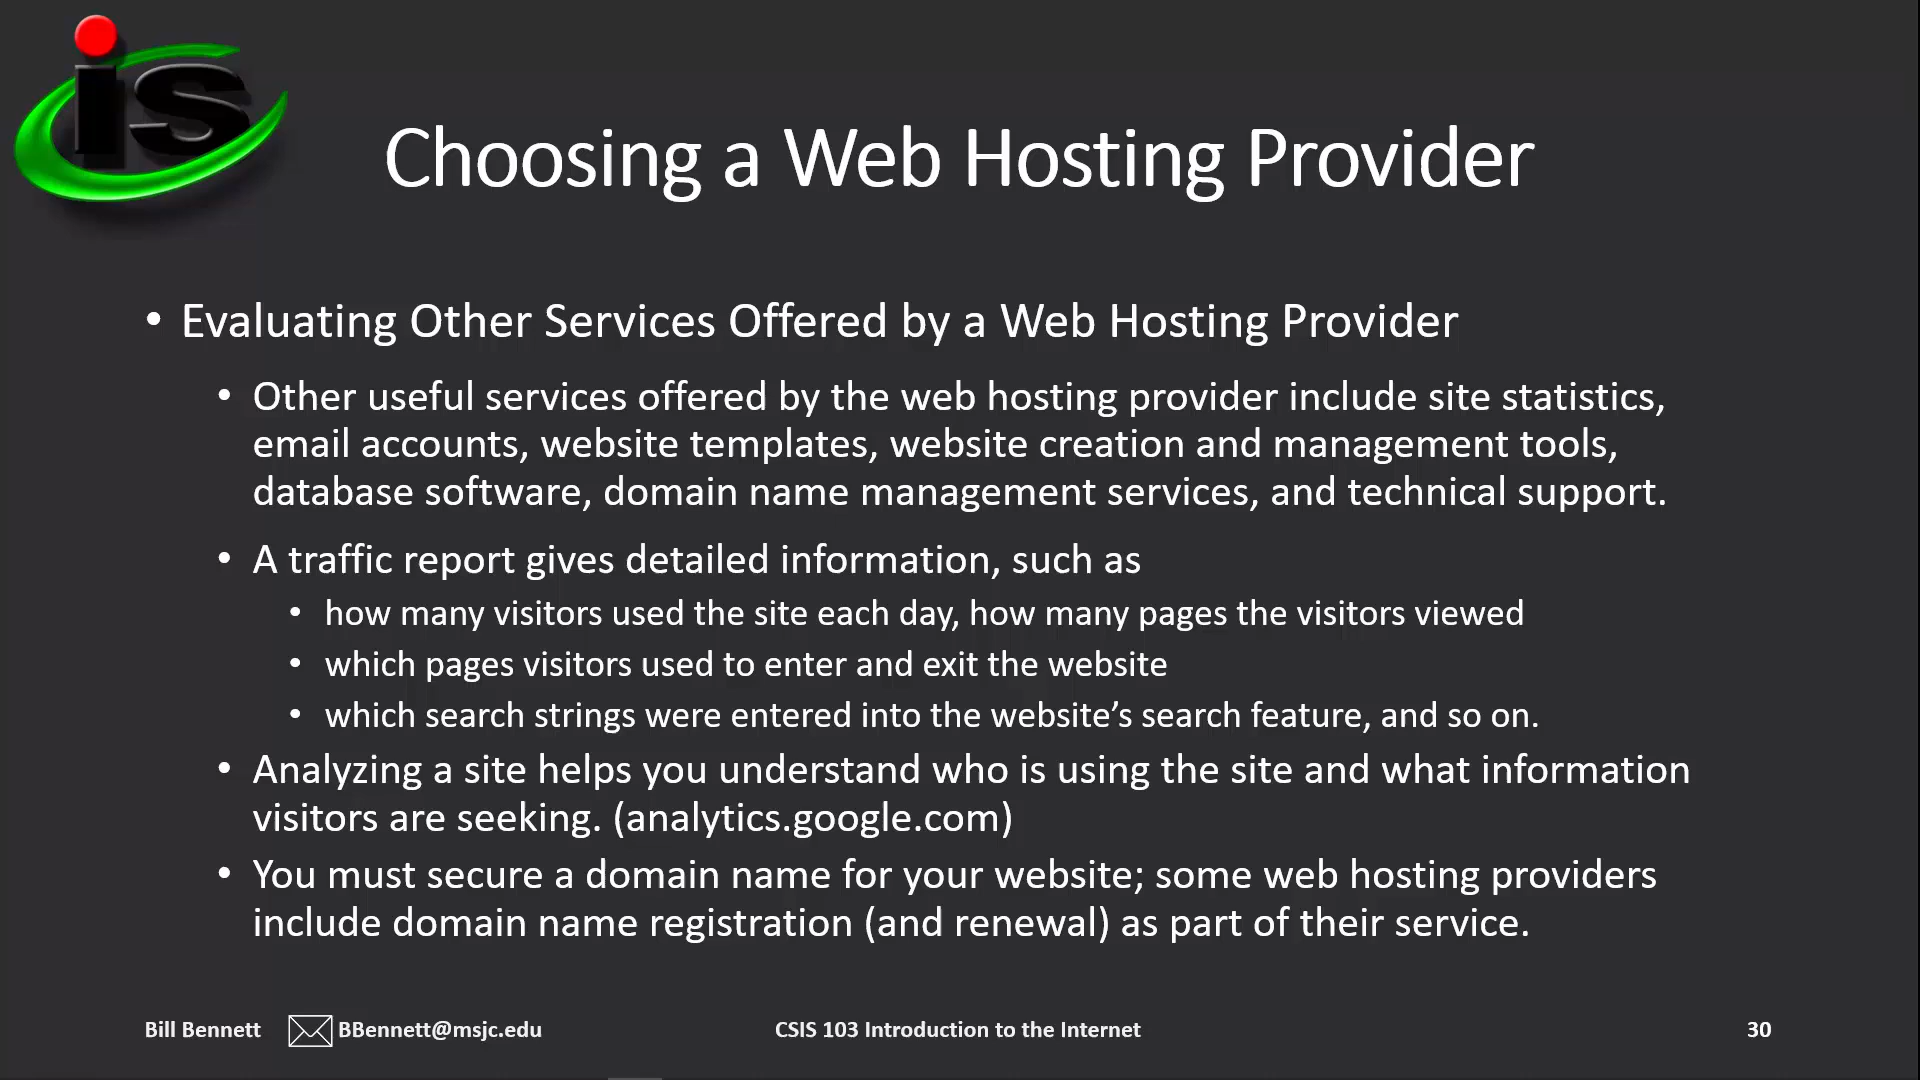 is
Choosing a Web Hosting Provider
• Evaluating Other Services Offered by a Web Hosting Provider
• Other useful services offered by the web hosting provider include site statistics,
email accounts, website templates, website creation and management tools,
database software, domain name management services, and technical support.
• A traffic report gives detailed information, such as
• how many visitors used the site each day, how many pages the visitors viewed
• which pages visitors used to enter and exit the website
• which search strings were entered into the website’s search feature, and so on.
• Analyzing a site helps you understand who is using the site and what information
visitors are seeking. (analytics.google.com)
• You must secure a domain name for your website; some web hosting providers
include domain name registration (and renewal) as part of their service.
Bill Bennett BBennett@msjc.edu CSIS 103 Introduction to the Internet 30